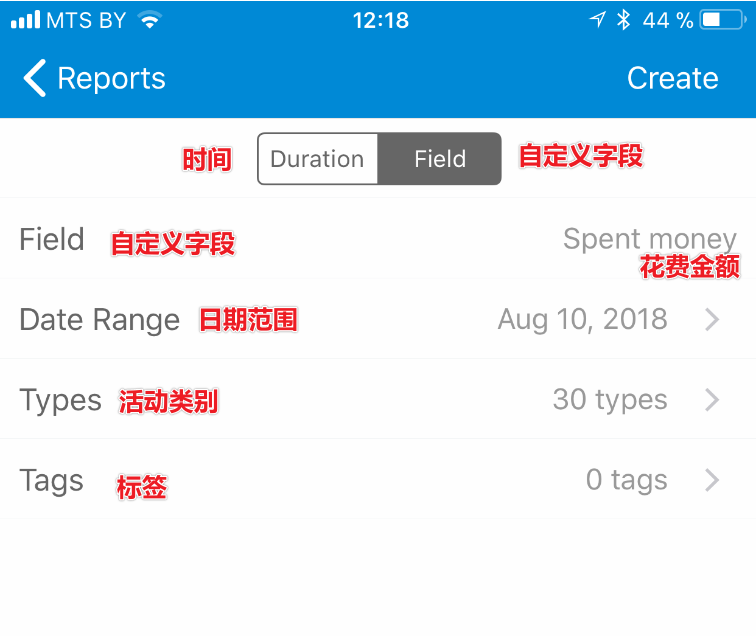 MTS BY 12:18 44 %
Reports Create
时间 Duration Field 自定义字段
Field 自定义字段 Spent money
花费金额
Date Range 日期范围 Aug 10, 2018
Types 活动类别 30 types
Tags 标签 0 tags